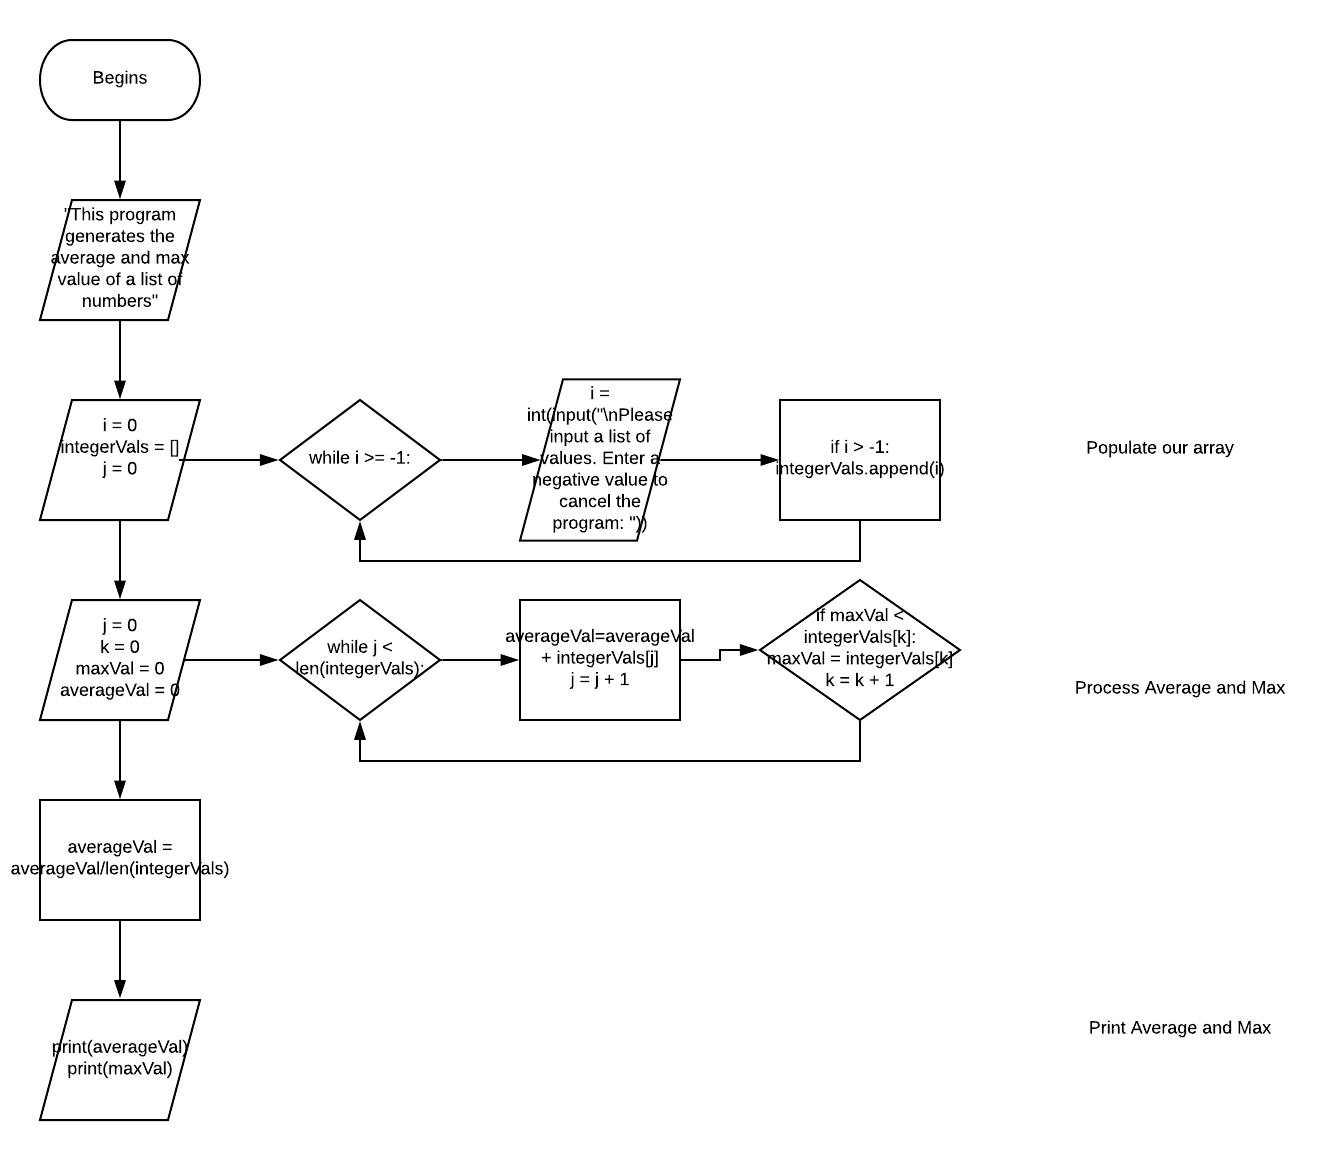 Begins
"This program
generates the
average and max
value of a list of
numbers"
i = 0
integerVals = []
j = 0
while i >= -1:
i =
int(input("\nPlease
input a list of
values. Enter a
negative value to
cancel the
program: "))
if i > -1:
integerVals.append(i)
Populate our array
j = 0
k = 0
maxVal = 0
averageVal = 0
while j <
len(integerVals):
averageVal=averageVal
+ integerVals[j]
j = j + 1
if maxVal <
integerVals[k]:
maxVal = integerVals[k]
k = k + 1
Process Average and Max
averageVal =
averageVal/len(integerVals)
print(averageVal)
print(maxVal)
Print Average and Max